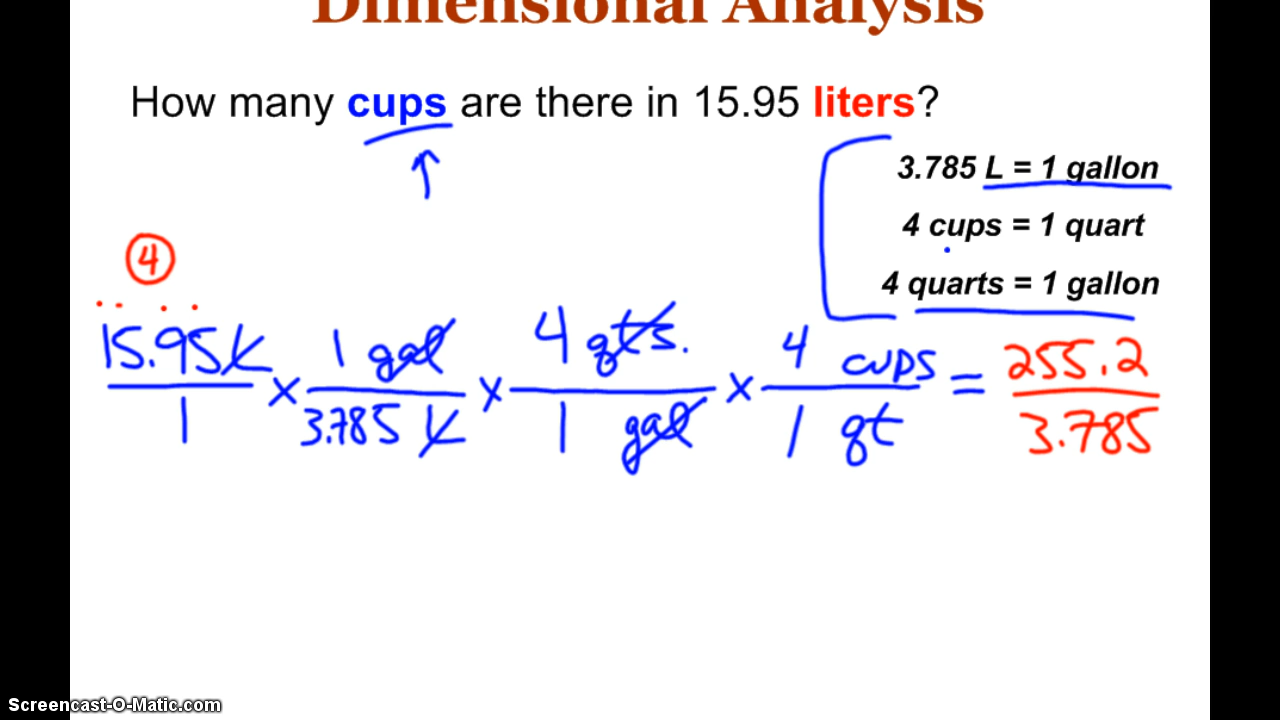 Dimensional Analysis
How many cups are there in 15.95 liters?
3.785 L = 1 gallon
4 cups = 1 quart
4 quarts = 1 gallon
4
15.95 L × 1 gal × 4 qts. × 4 cups = 255.2
1 3.785 L 1 gal 1 qt 3.785
Screencast-O-Matic.com